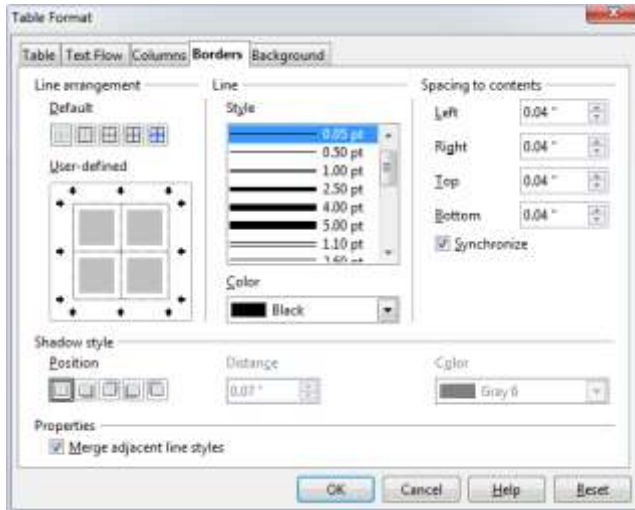 Table Format
Table Text Flow Columns Borders Background
Line arrangement
Default
User-defined
Line
Style
0.05 pt
0.50 pt
1.00 pt
2.50 pt
4.00 pt
5.00 pt
1.10 pt
2.60 pt
Color
Black
Spacing to contents
Left 0.04 "
Right 0.04 "
Top 0.04 "
Bottom 0.04 "
Synchronize
Shadow style
Position
Distance
0.07 "
Color
Gray 6
Properties
Merge adjacent line styles
OK Cancel Help Reset